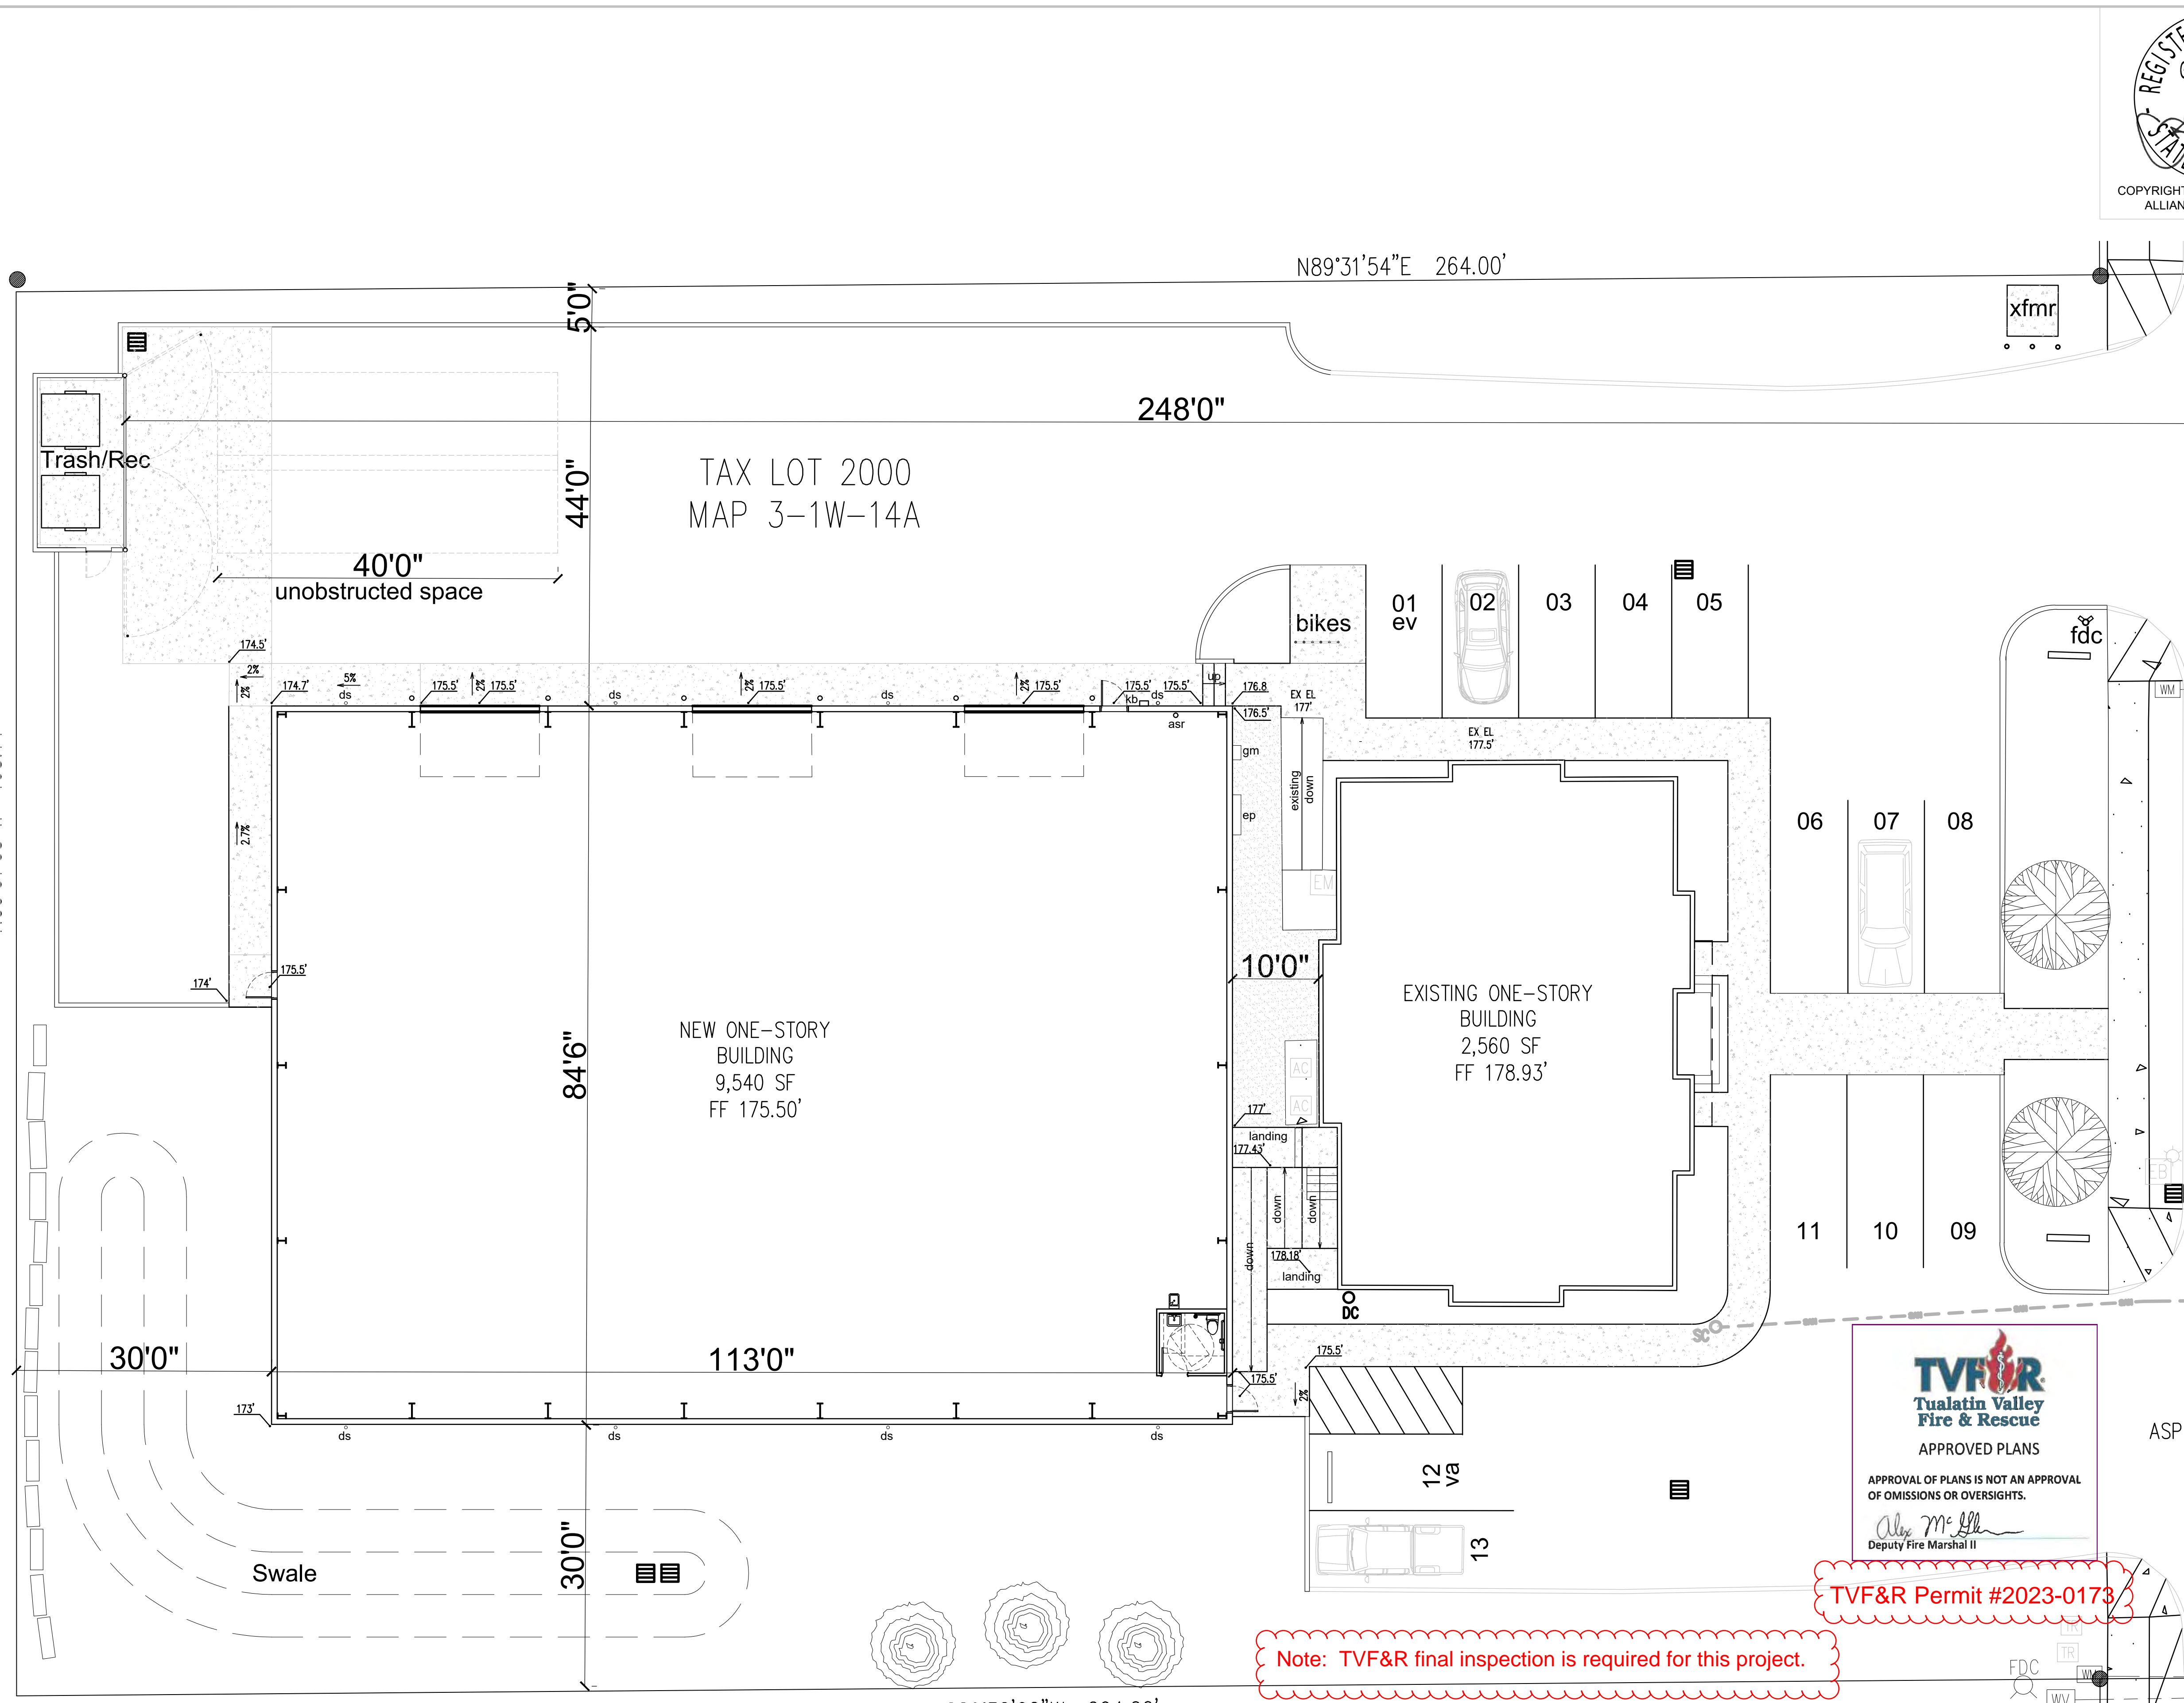 COPYRIGHT
N89°31'54"E 264.00'
xfmr
5'0"
248'0"
Trash/Rec
TAX LOT 2000
MAP 3-1W-14A
44'0"
40'0"
unobstructed space
bikes
01
ev
02
03
04
05
fdc
WM
174.5'
2%
2%
5%
174.7'
ds
175.5'
2%
175.5'
ds
2%
175.5'
ds
2%
175.5'
175.5'
kb
ds
175.5'
asr
up
176.8
176.5'
EX EL
177'
EX EL
177.5'
gm
existing
down
ep
EM
2.7%
06
07
08
10'0"
174'
175.5'
NEW ONE-STORY
BUILDING
9,540 SF
FF 175.50'
84'6"
EXISTING ONE-STORY
BUILDING
2,560 SF
FF 178.93'
AC
AC
177'
landing
177.43'
down
down
down
178.18'
landing
DC
EB
11
10
09
SC
30'0"
113'0"
175.5'
175.5'
2%
173'
ds
ds
ds
ds
12
va
13
30'0"
Swale
TVF&R
Tualatin Valley
Fire & Rescue
APPROVED PLANS
APPROVAL OF PLANS IS NOT AN APPROVAL
OF OMISSIONS OR OVERSIGHTS.
Deputy Fire Marshal II
ASP
TVF&R Permit #2023-0173
Note: TVF&R final inspection is required for this project.
TR
TR
FDC
WM
WV